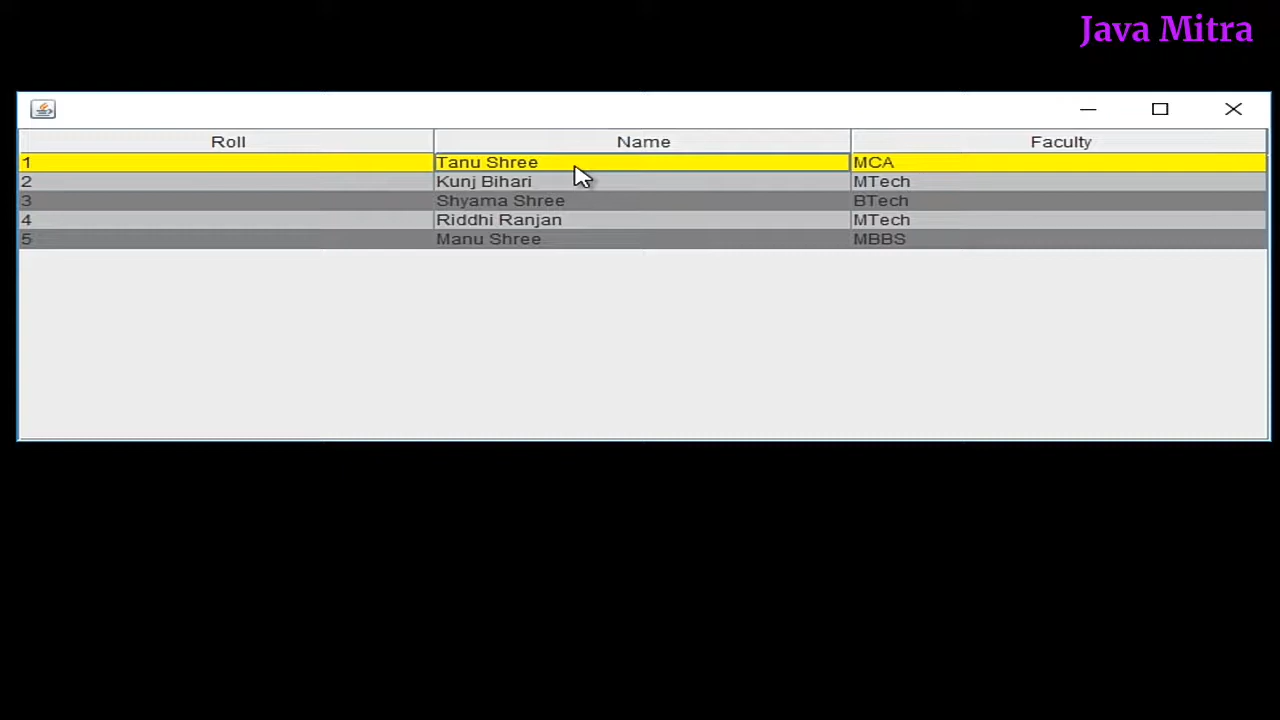 Java Mitra
Roll Name Faculty
1 Tanu Shree MCA
2 Kunj Bihari MTech
3 Shyama Shree BTech
4 Riddhi Ranjan MTech
5 Manu Shree MBBS